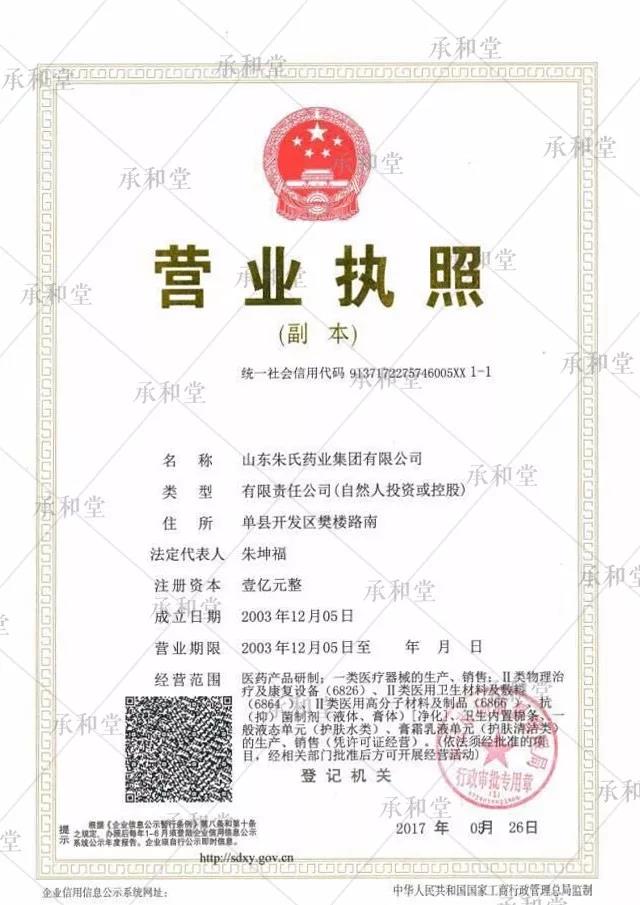 营业执照
(副 本)
统一社会信用代码 9137172275746005XX 1-1
名 称 山东朱氏药业集团有限公司
类 型 有限责任公司(自然人投资或控股)
住 所 单县开发区樊楼路南
法定代表人 朱坤福
注册资本 壹亿元整
成立日期 2003年12月05日
营业期限 2003年12月05日至 年 月 日
经营范围 医药产品研制;一类医疗器械的生产、销售;Ⅱ类物理治
疗及康复设备(6826)、Ⅱ类医用卫生材料及敷料
(6864)、Ⅱ类医用高分子材料及制品(6866)、抗
(抑)菌制剂(液体、膏体)[净化]、卫生内置棉条、一
般液态单元(护肤水类)、膏霜乳液单元(护肤清洁类)
的生产、销售(凭许可证经营)。(依法须经批准的项
目,经相关部门批准后方可开展经营活动)
登记机关
局
行政审批专用章
(1)
提示
根据《企业信息公示暂行条例》第八条和第十条
之规定,办照后每年1-6月须登陆企业信用信息公示
系统公示年度报告。企业须自行公示即时信息。
2017 年 05月 26日
http://sdxy.gov.cn
企业信用信息公示系统网址:
中华人民共和国国家工商行政管理总局监制
承和堂